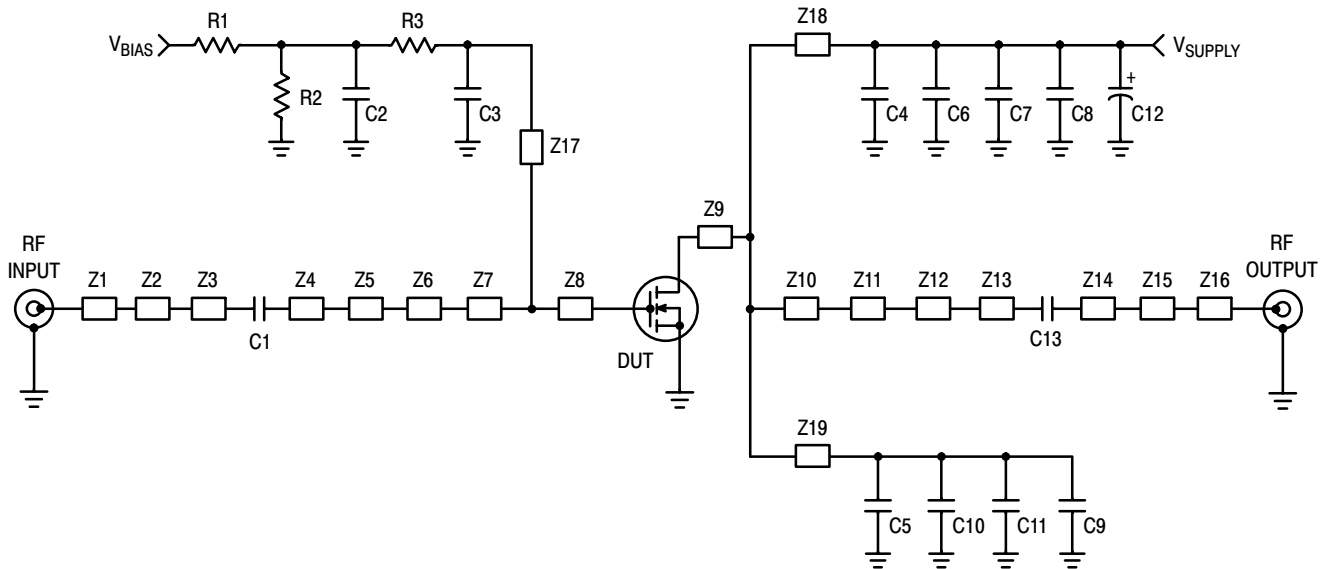 R1
R3
Z18
V_BIAS
V_SUPPLY
R2
C2
C3
+
C4
C6
C7
C8
C12
Z17
Z9
RF
INPUT
RF
OUTPUT
Z1
Z2
Z3
Z4
Z5
Z6
Z7
Z8
Z10
Z11
Z12
Z13
Z14
Z15
Z16
C1
C13
DUT
Z19
C5
C10
C11
C9